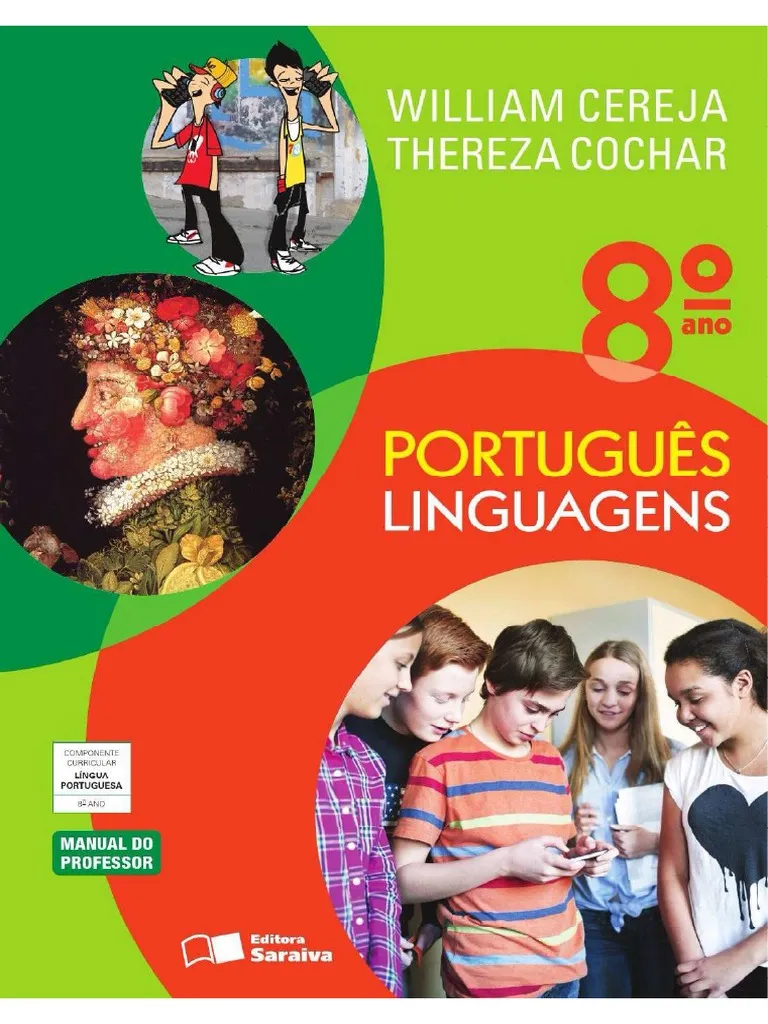 WILLIAM CEREJA
THEREZA COCHAR
8º
ano
PORTUGUÊS
LINGUAGENS
COMPONENTE
CURRICULAR
LÍNGUA
PORTUGUESA
8º ANO
MANUAL DO
PROFESSOR
Editora
Saraiva